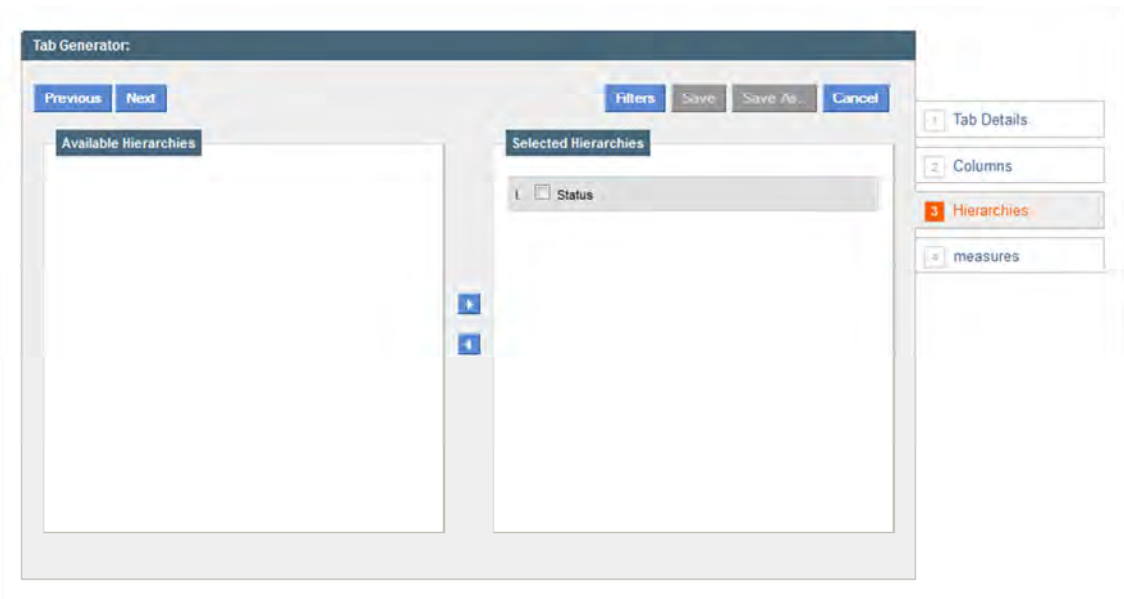 Tab Generator:
Previous Next Filters Save Save As... Cancel
Available Hierarchies Selected Hierarchies
Status
1 Tab Details
2 Columns
3 Hierarchies
4 measures